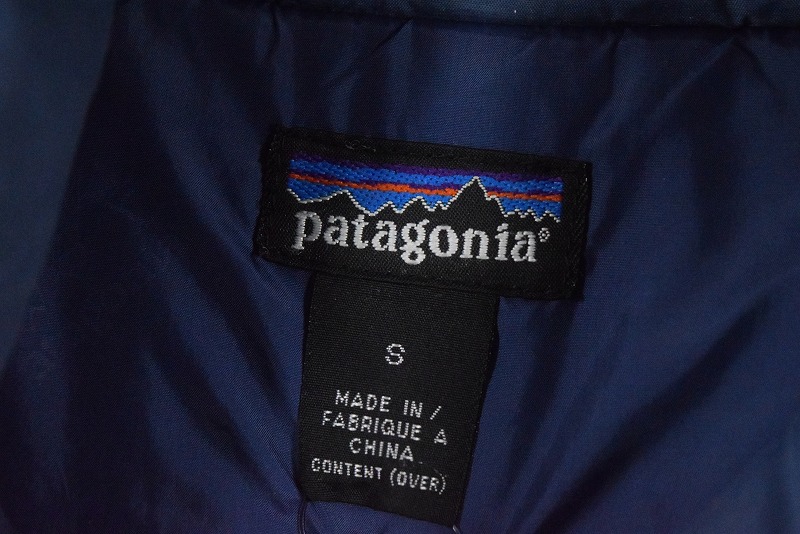 patagonia®
S
MADE IN /
FABRIQUE A
CHINA
CONTENT (OVER)